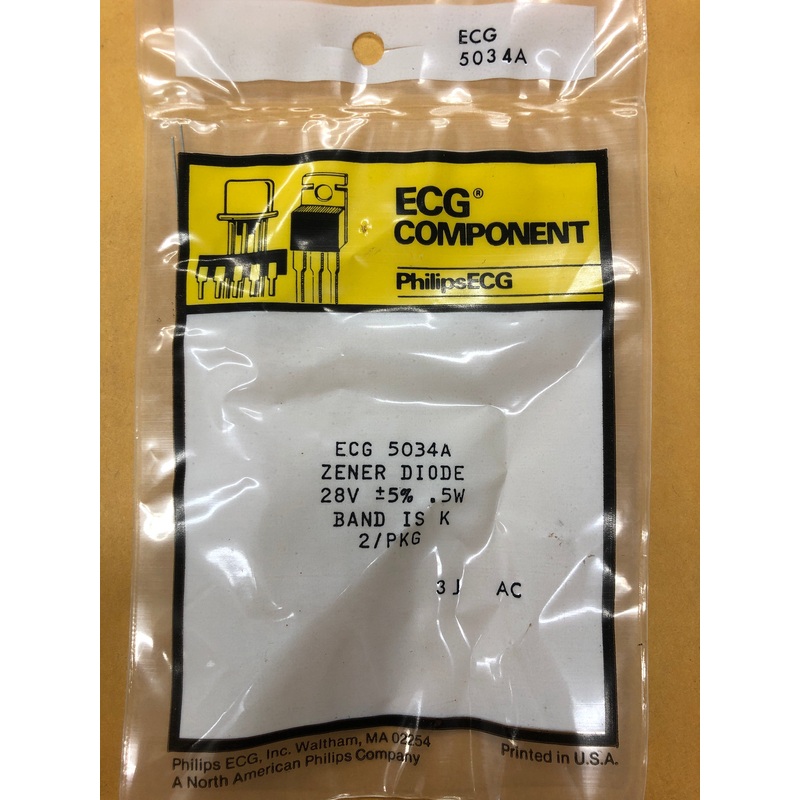 ECG
5034A
ECG®
COMPONENT
PhilipsECG
ECG 5034A
ZENER DIODE
28V ±5% .5W
BAND IS K
2/PKG
3J AC
Philips ECG, Inc. Waltham, MA 02254
A North American Philips Company
Printed in U.S.A.